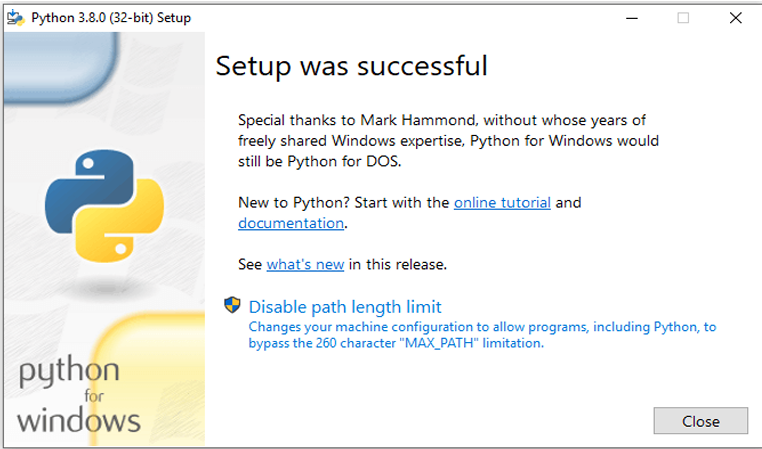 Python 3.8.0 (32-bit) Setup
Setup was successful
Special thanks to Mark Hammond, without whose years of
freely shared Windows expertise, Python for Windows would
still be Python for DOS.
New to Python? Start with the online tutorial and
documentation.
See what's new in this release.
Disable path length limit
Changes your machine configuration to allow programs, including Python, to
bypass the 260 character "MAX_PATH" limitation.
python
for
windows
Close